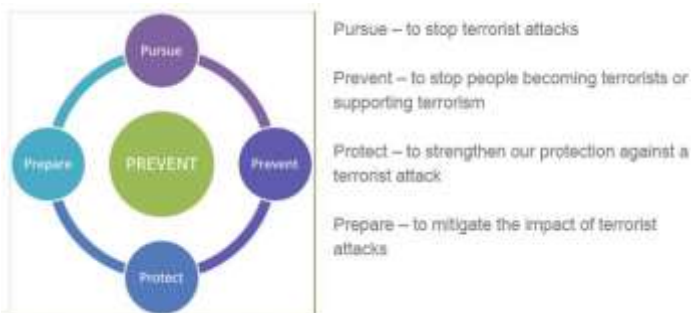 Pursue
Prepare
PREVENT
Prevent
Protect
Pursue – to stop terrorist attacks
Prevent – to stop people becoming terrorists or
supporting terrorism
Protect – to strengthen our protection against a
terrorist attack
Prepare – to mitigate the impact of terrorist
attacks